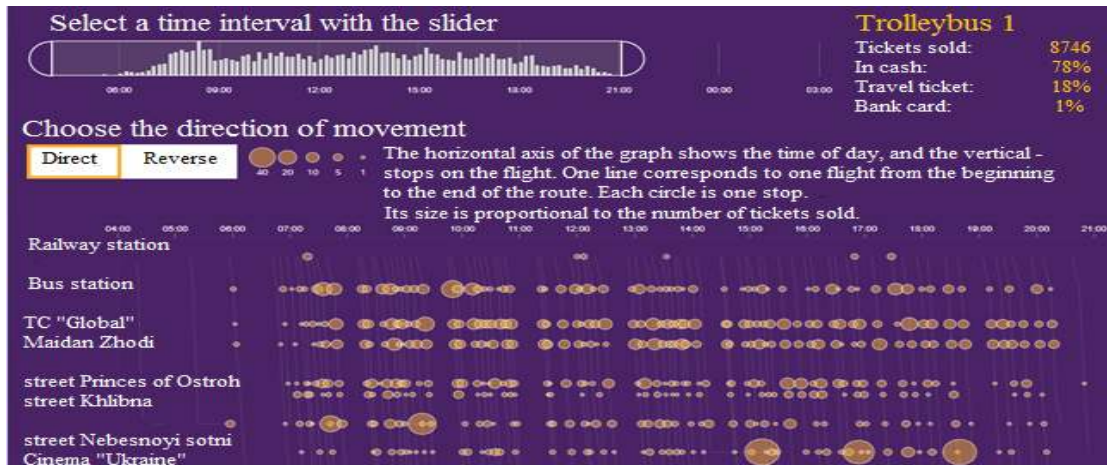 Select a time interval with the slider
06:00 09:00 12:00 15:00 18:00 21:00 00:00 03:00
Trolleybus 1
Tickets sold: 8746
In cash: 78%
Travel ticket: 18%
Bank card: 1%
Choose the direction of movement
Direct Reverse
40 20 10 5 1
The horizontal axis of the graph shows the time of day, and the vertical -
stops on the flight. One line corresponds to one flight from the beginning
to the end of the route. Each circle is one stop.
Its size is proportional to the number of tickets sold.
04:00 06:00 07:00 08:00 09:00 10:00 11:00 12:00 13:00 14:00 15:00 16:00 17:00 18:00 19:00 20:00 21:00
Railway station
Bus station
TC "Global"
Maidan Zhodi
street Princes of Ostroh
street Khlibna
street Nebesnoyi sotni
Cinema "Ukraine"